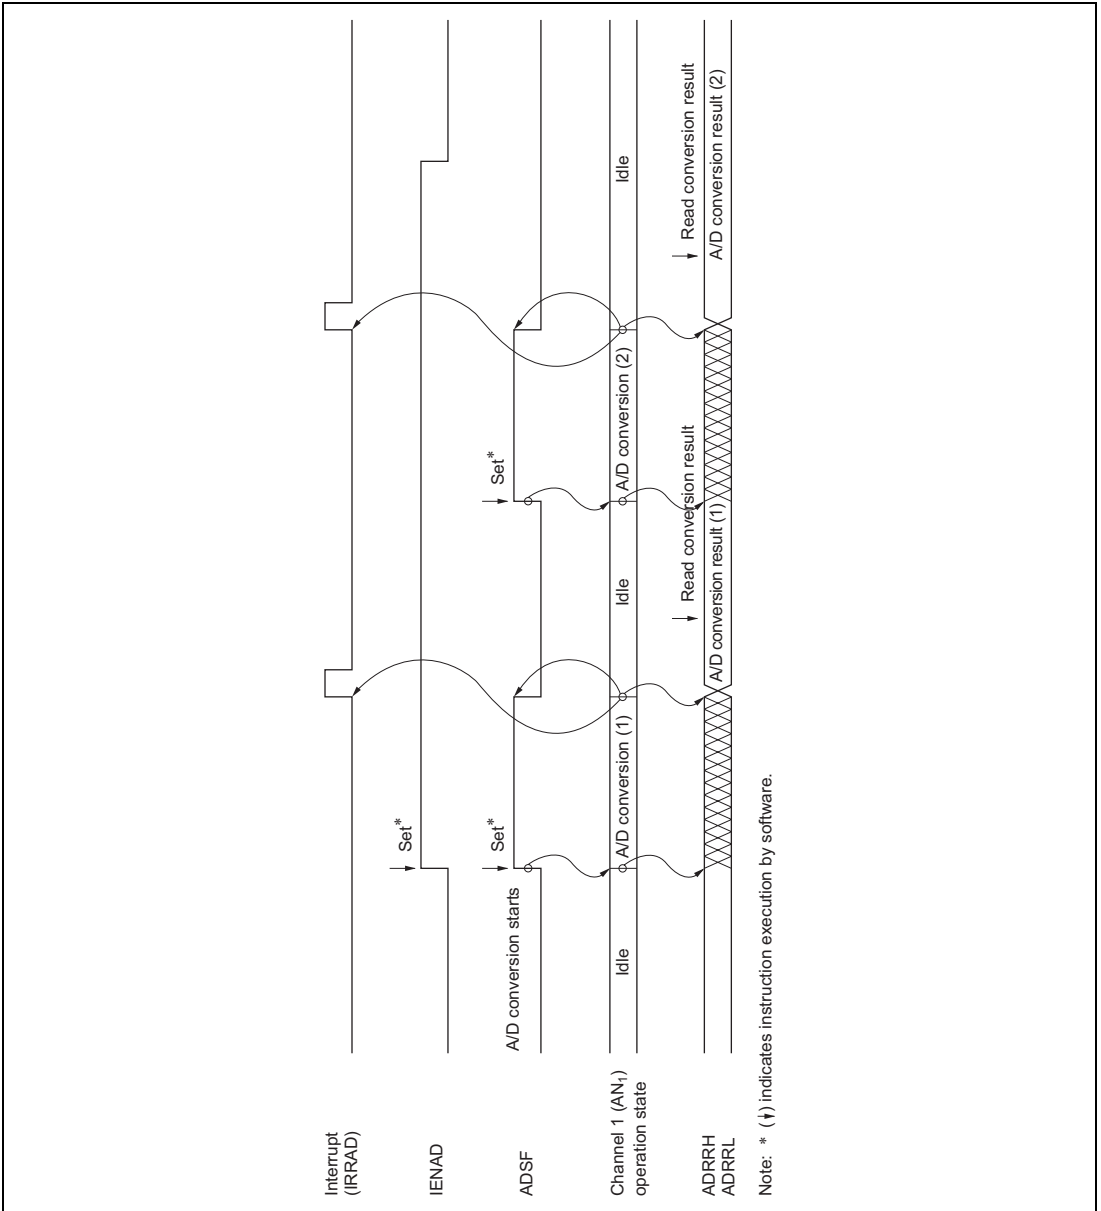 Interrupt
(IRRAD)
IENAD
Set*
ADSF
A/D conversion starts
Set*
Set*
Channel 1 (AN1)
operation state
Idle
A/D conversion (1)
Idle
A/D conversion (2)
Idle
Read conversion result
Read conversion result
ADRRH
ADRRL
A/D conversion result (1)
A/D conversion result (2)
Note: * (↓) indicates instruction execution by software.